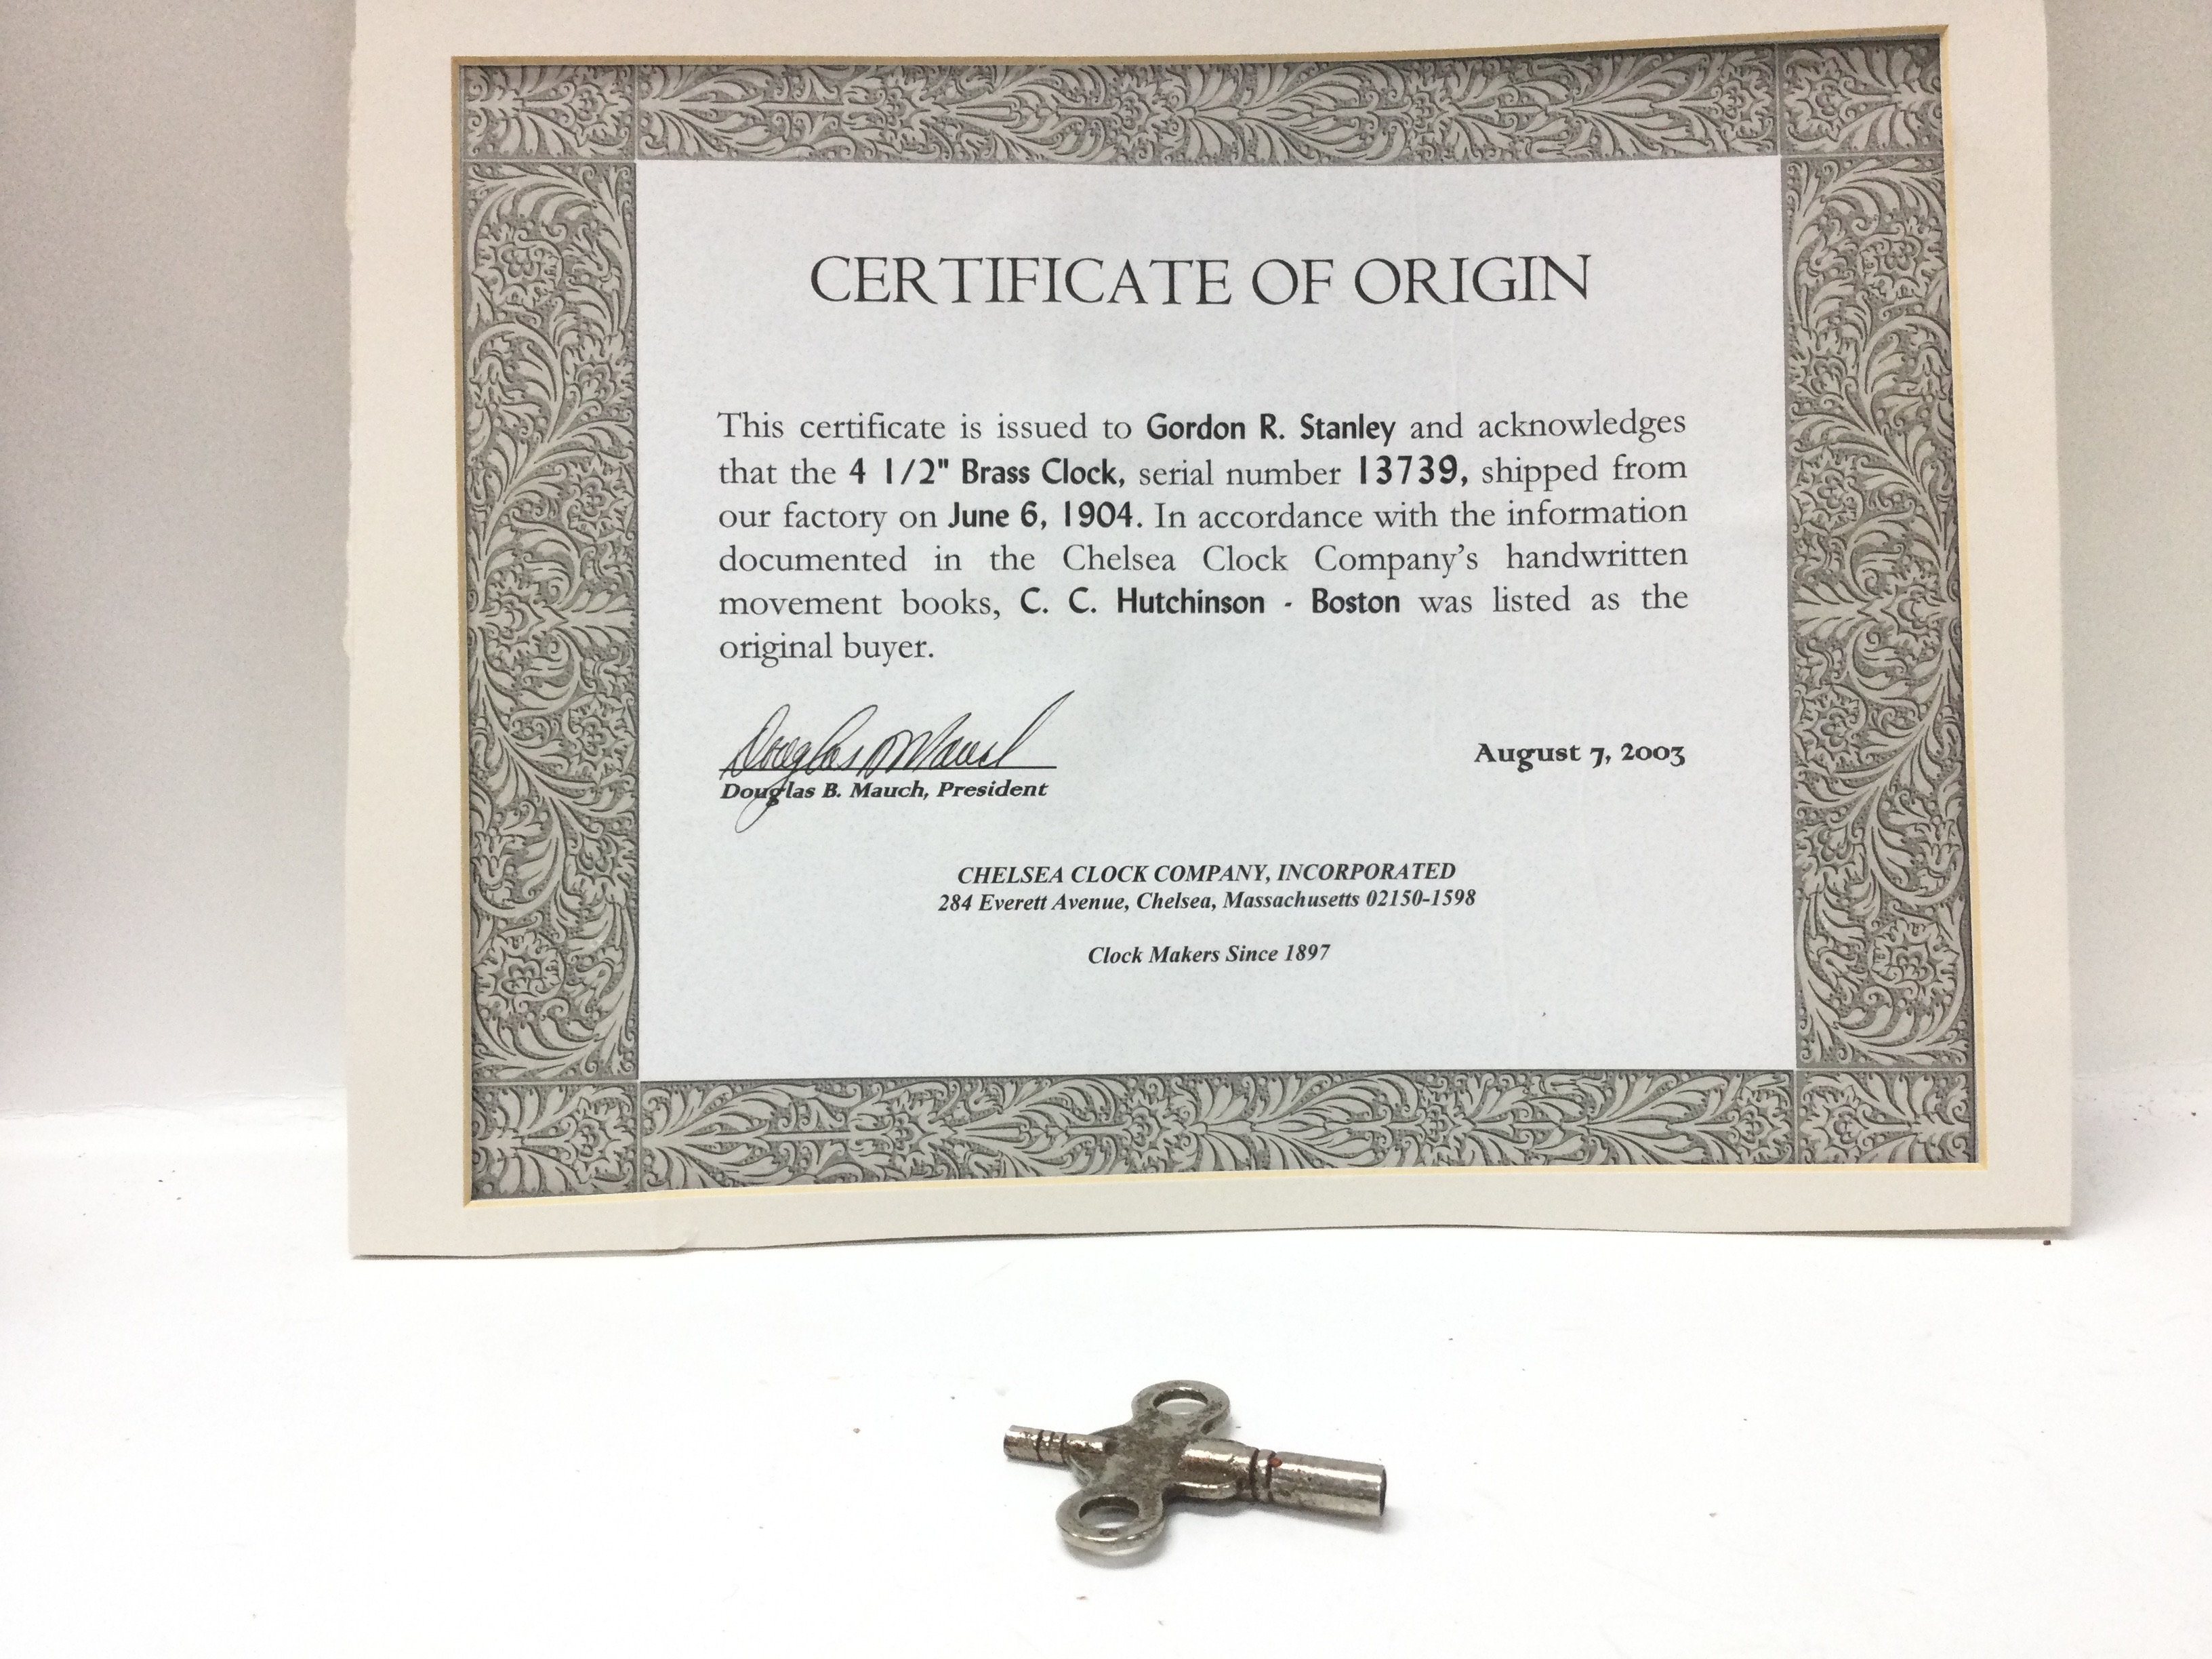 CERTIFICATE OF ORIGIN
This certificate is issued to Gordon R. Stanley and acknowledges
that the 4 1/2" Brass Clock, serial number 13739, shipped from
our factory on June 6, 1904. In accordance with the information
documented in the Chelsea Clock Company's handwritten
movement books, C. C. Hutchinson - Boston was listed as the
original buyer.
Douglas B. Mauch
Douglas B. Mauch, President
August 7, 2003
CHELSEA CLOCK COMPANY, INCORPORATED
284 Everett Avenue, Chelsea, Massachusetts 02150-1598
Clock Makers Since 1897